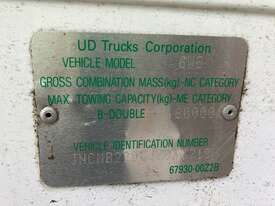 UD Trucks Corporation
VEHICLE MODEL
GROSS COMBINATION MASS(kg)-NC CATEGORY
MAX. TOWING CAPACITY(kg)-ME CATEGORY
B-DOUBLE
VEHICLE IDENTIFICATION NUMBER
67930-00Z2B